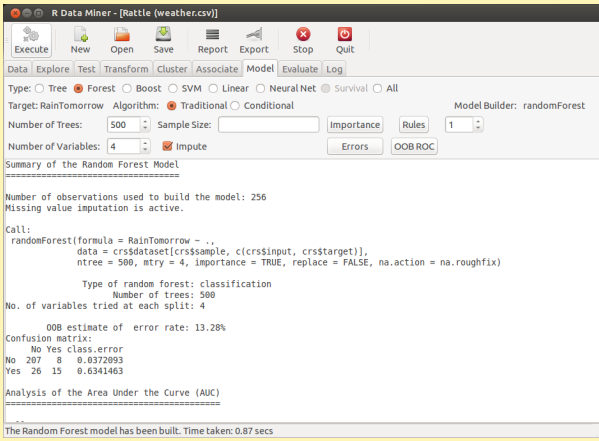 R Data Miner - [Rattle (weather.csv)]
Execute New Open Save Report Export Stop Quit
Data Explore Test Transform Cluster Associate Model Evaluate Log
Type: Tree Forest Boost SVM Linear Neural Net Survival All
Target: RainTomorrow Algorithm: Traditional Conditional Model Builder: randomForest
Number of Trees: 500 Sample Size: Importance Rules 1
Number of Variables: 4 Impute Errors OOB ROC
Summary of the Random Forest Model
==================================
Number of observations used to build the model: 256
Missing value imputation is active.
Call:
randomForest(formula = RainTomorrow ~ .,
data = crs$dataset[crs$sample, c(crs$input, crs$target)],
ntree = 500, mtry = 4, importance = TRUE, replace = FALSE, na.action = na.roughfix)
Type of random forest: classification
Number of trees: 500
No. of variables tried at each split: 4
OOB estimate of  error rate: 13.28%
Confusion matrix:
No Yes class.error
No 207 8 0.0372093
Yes 26 15 0.6341463
Analysis of the Area Under the Curve (AUC)
==========================================
The Random Forest model has been built. Time taken: 0.87 secs